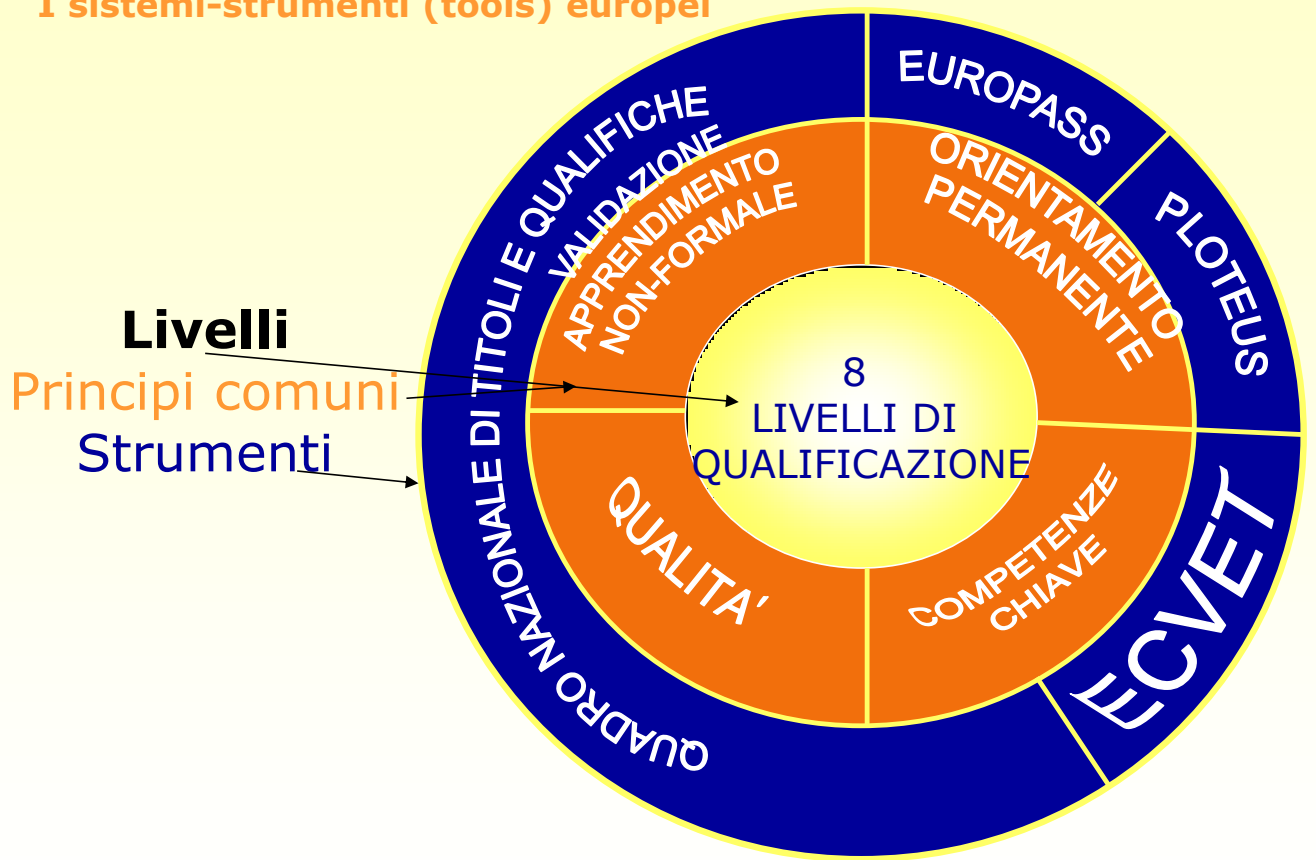 I sistemi-strumenti (tools) europei
Livelli
Principi comuni
Strumenti
QUADRO NAZIONALE DI TITOLI E QUALIFICHE
EUROPASS
PLOTEUS
ECVET
VALIDAZIONE
APPRENDIMENTO
NON-FORMALE
ORIENTAMENTO
PERMANENTE
QUALITA'
COMPETENZE
CHIAVE
8
LIVELLI DI
QUALIFICAZIONE